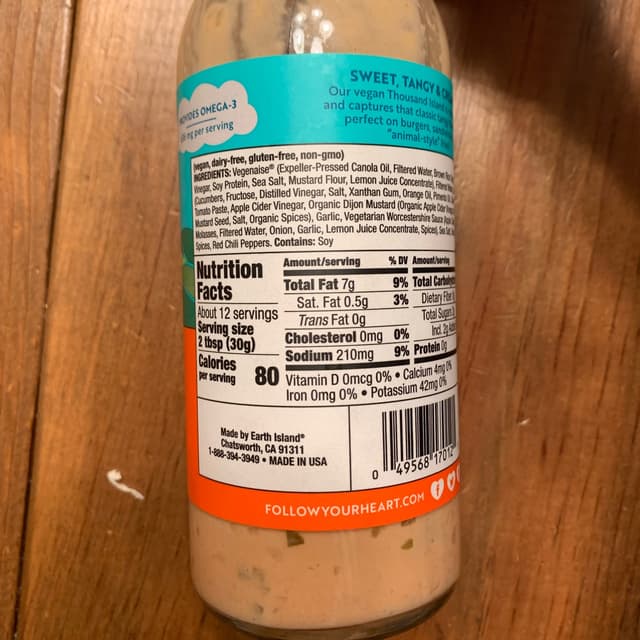 PROVIDES OMEGA-3
mg per serving
SWEET, TANGY &
Our vegan Thousand
and captures that classic
perfect on burgers,
"animal-style"
(vegan, dairy-free, gluten-free, non-gmo)
INGREDIENTS: Vegenaise® (Expeller-Pressed Canola Oil, Filtered Water, Brown
Vinegar, Soy Protein, Sea Salt, Mustard Flour, Lemon Juice Concentrate), Filtered
Cucumbers, Fructose, Distilled Vinegar, Salt, Xanthan Gum, Orange Oil,
Tomato Paste, Apple Cider Vinegar, Organic Dijon Mustard (Organic Apple Cider
Mustard Seed, Salt, Organic Spices), Garlic, Vegetarian Worcestershire Sauce
Molasses, Filtered Water, Onion, Garlic, Lemon Juice Concentrate, Spices), Sea
Spices, Red Chili Peppers. Contains: Soy
Nutrition
Facts
About 12 servings
Serving size
2 tbsp (30g)
Calories
per serving 80
Amount/serving % DV
Total Fat 7g 9%
Sat. Fat 0.5g 3%
Trans Fat 0g
Cholesterol 0mg 0%
Sodium 210mg 9%
Amount/serving
Total
Dietary Fiber
Total Sugars
Incl. 2g
Protein 0g
Vitamin D 0mcg 0% • Calcium 4mg 0%
Iron 0mg 0% • Potassium 42mg 0%
Made by Earth Island®
Chatsworth, CA 91311
1-888-394-3949 • MADE IN USA
0 49568 17012
FOLLOWYOURHEART.COM